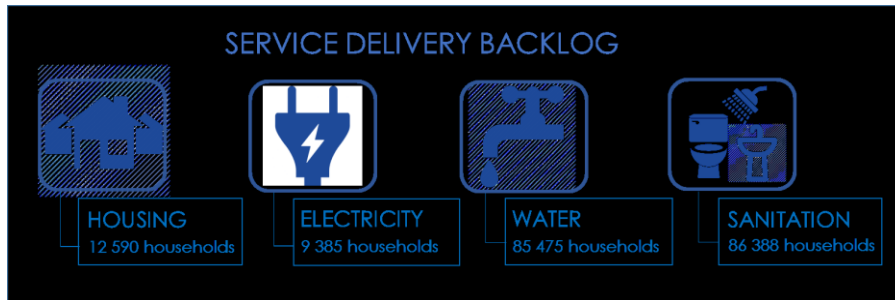 SERVICE DELIVERY BACKLOG
HOUSING
12 590 households
ELECTRICITY
9 385 households
WATER
85 475 households
SANITATION
86 388 households